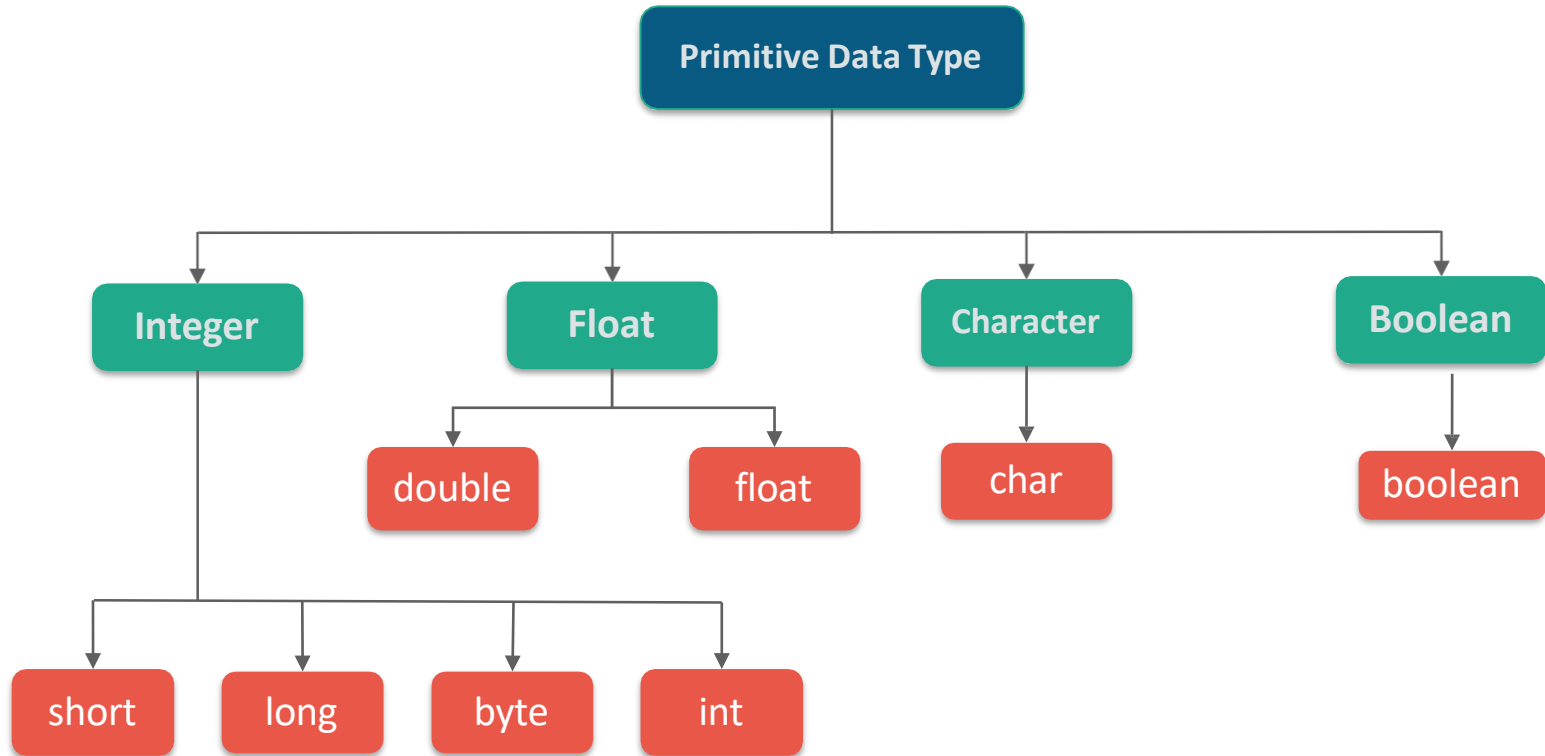 Primitive Data Type
Integer
Float
Character
Boolean
double
float
char
boolean
short
long
byte
int